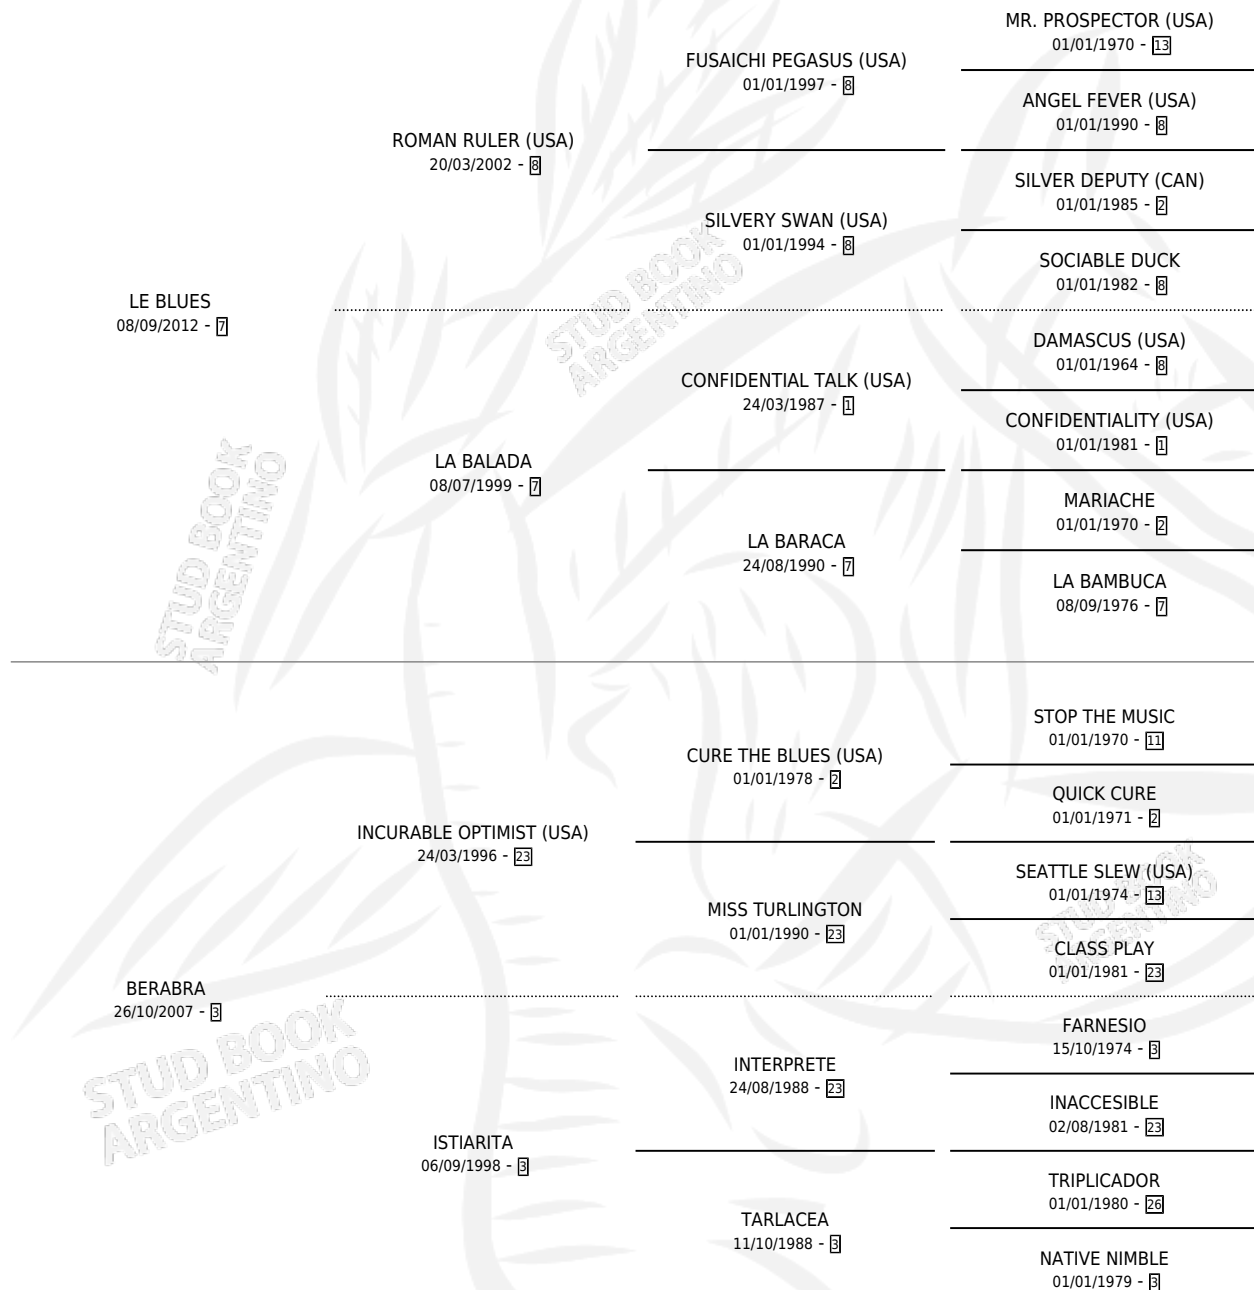 MR. PROSPECTOR (USA)
01/01/1970 - 13
FUSAICHI PEGASUS (USA)
01/01/1997 - 8
ANGEL FEVER (USA)
01/01/1990 - 8
ROMAN RULER (USA)
20/03/2002 - 8
SILVER DEPUTY (CAN)
01/01/1985 - 2
SILVERY SWAN (USA)
01/01/1994 - 8
SOCIABLE DUCK
01/01/1982 - 8
LE BLUES
08/09/2012 - 7
DAMASCUS (USA)
01/01/1964 - 8
CONFIDENTIAL TALK (USA)
24/03/1987 - 1
CONFIDENTIALITY (USA)
01/01/1981 - 1
LA BALADA
08/07/1999 - 7
MARIACHE
01/01/1970 - 2
LA BARACA
24/08/1990 - 7
LA BAMBUCA
08/09/1976 - 7
STUD BOOK
ARGENTINO
STUD BOOK
ARGENTINO
STOP THE MUSIC
01/01/1970 - 11
CURE THE BLUES (USA)
01/01/1978 - 2
QUICK CURE
01/01/1971 - 2
INCURABLE OPTIMIST (USA)
24/03/1996 - 23
SEATTLE SLEW (USA)
01/01/1974 - 13
MISS TURLINGTON
01/01/1990 - 23
CLASS PLAY
01/01/1981 - 23
STUD BOOK
ARGENTINO
BERABRA
26/10/2007 - 3
FARNESIO
15/10/1974 - 3
INTERPRETE
24/08/1988 - 23
INACCESIBLE
02/08/1981 - 23
ISTIARITA
06/09/1998 - 3
TRIPLICADOR
01/01/1980 - 26
TARLACEA
11/10/1988 - 3
NATIVE NIMBLE
01/01/1979 - 3
STUD BOOK
ARGENTINO